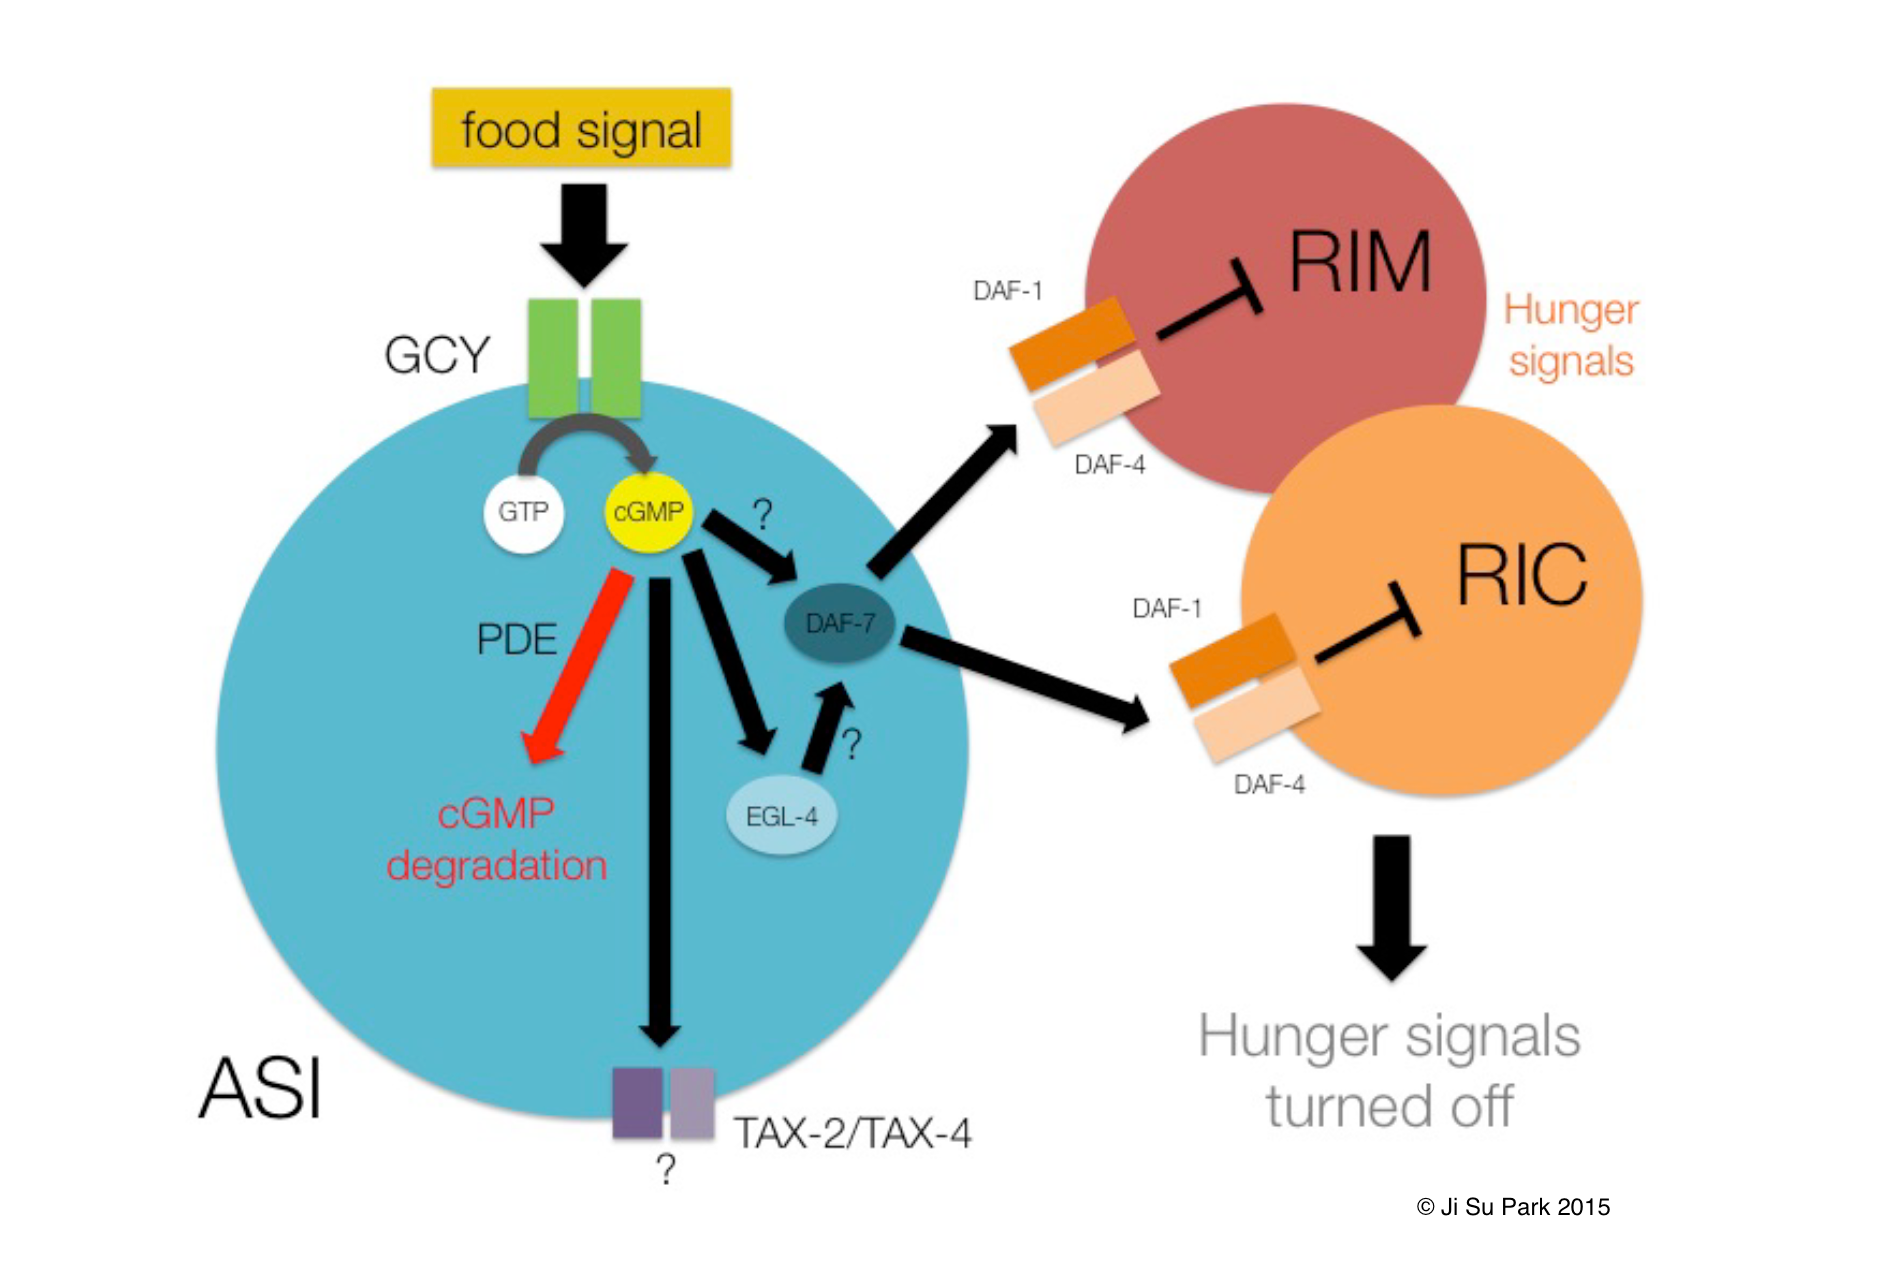 food signal
GCY
GTP
cGMP
?
PDE
DAF-7
?
EGL-4
cGMP
degradation
ASI
TAX-2/TAX-4
?
DAF-1
RIM
DAF-4
Hunger
signals
DAF-1
RIC
DAF-4
Hunger signals
turned off
© Ji Su Park 2015